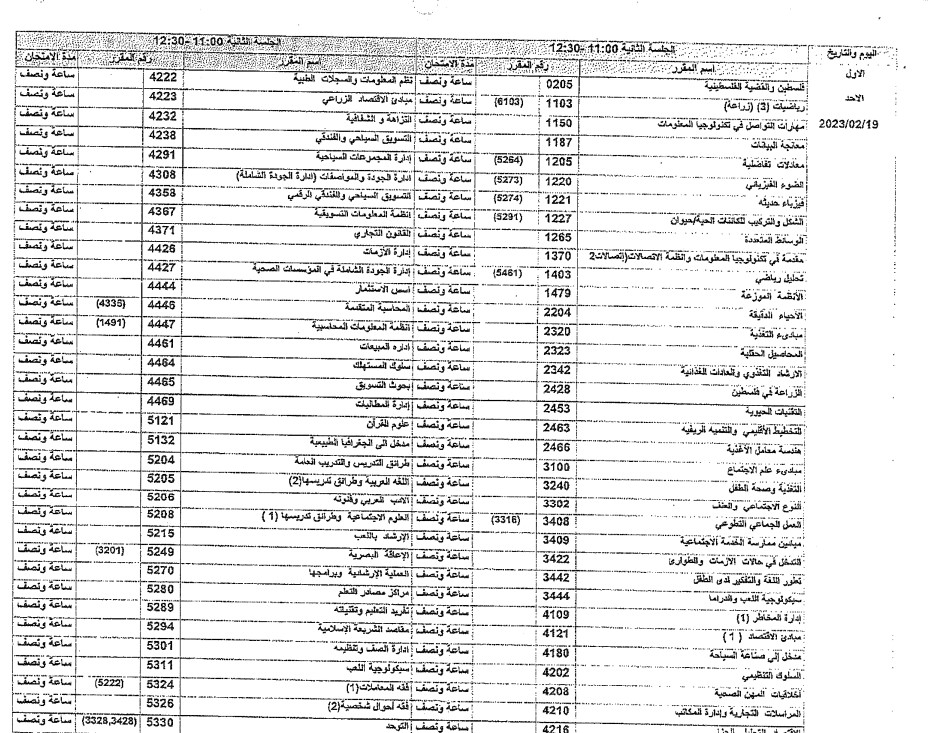 الجلسة الثانية 11:00-12:30 الجلسة الثانية 11:00-12:30
اليوم والتاريخ اسم المقرر رقم المقرر مدة الامتحان اسم المقرر رقم المقرر مدة الامتحان
الاول
الاحد
2023/02/19
فلسطين والقضية الفلسطينية 0205 ساعة ونصف نظم المعلومات والسجلات الطبية 4222 ساعة ونصف
رياضيات (3) (زراعة) 1103 (6103) ساعة ونصف مبادئ الاقتصاد الزراعي 4223 ساعة ونصف
مهارات التواصل في تكنولوجيا المعلومات 1150 ساعة ونصف النزاهة و الشفافية 4232 ساعة ونصف
معالجة البيانات 1187 ساعة ونصف التسويق السياحي والفندقي 4238 ساعة ونصف
معادلات تفاضلية 1205 (5264) ساعة ونصف إدارة المجموعات السياحية 4291 ساعة ونصف
الضوء الفيزيائي 1220 (5273) ساعة ونصف ادارة الجودة والمواصفات (ادارة الجودة الشاملة) 4308 ساعة ونصف
فيزياء حديثه 1221 (5274) ساعة ونصف التسويق السياحي والفندقي الرقمي 4358 ساعة ونصف
الشكل والتركيب للكائنات الحية/حيوان 1227 (5291) ساعة ونصف انظمة المعلومات التسويقية 4367 ساعة ونصف
الوسائط المتعددة 1265 ساعة ونصف القانون التجاري 4371 ساعة ونصف
مقدمة في تكنولوجيا المعلومات وانظمة الاتصالات(اتصالات2 1370 ساعة ونصف إدارة الأزمات 4426 ساعة ونصف
تحليل رياضي 1403 (5461) ساعة ونصف إدارة الجودة الشاملة في المؤسسات الصحية 4427 ساعة ونصف
الأنظمة الموزعة 1479 ساعة ونصف أسس الاستثمار 4444 ساعة ونصف
الأحياء الدقيقة 2204 ساعة ونصف المحاسبة المتقدمة 4446 (4336) ساعة ونصف
مبادىء التغذية 2320 ساعة ونصف انظمة المعلومات المحاسبية 4447 (1491) ساعة ونصف
المحاصيل الحقلية 2323 ساعة ونصف اداره المبيعات 4461 ساعة ونصف
الارشاد التغذوي والعادات الغذائية 2342 ساعة ونصف سلوك المستهلك 4464 ساعة ونصف
الزراعة في فلسطين 2428 ساعة ونصف بحوث التسويق 4465 ساعة ونصف
التقنيات الحيوية 2453 ساعة ونصف إدارة المطالبات 4469 ساعة ونصف
التخطيط الأقليمي والتنميه الريفيه 2463 ساعة ونصف علوم القرآن 5121 ساعة ونصف
هندسة معامل الأغذية 2466 ساعة ونصف مدخل الى الجغرافيا الطبيعية 5132 ساعة ونصف
مبادىء علم الاجتماع 3100 ساعة ونصف طرائق التدريس والتدريب العامة 5204 ساعة ونصف
التغذية وصحة الطفل 3240 ساعة ونصف اللغه العربية وطرائق تدريسها(2) 5205 ساعة ونصف
النوع الاجتماعي والعنف 3302 ساعة ونصف الادب العربي وفنونه 5206 ساعة ونصف
العمل الجماعي التطوعي 3408 (3316) ساعة ونصف العلوم الاجتماعية وطرائق تدريسها ( 1 ) 5208 ساعة ونصف
ميادين ممارسة الخدمة الاجتماعية 3409 ساعة ونصف الإرشاد باللعب 5215 ساعة ونصف
التدخل في حالات الأزمات والطوارئ 3422 ساعة ونصف الإعاقة البصرية 5249 (3201) ساعة ونصف
تطور اللغة والتفكير لدى الطفل 3442 ساعة ونصف العملية الإرشادية وبرامجها 5270 ساعة ونصف
سيكولوجية اللعب والدراما 3444 ساعة ونصف مراكز مصادر التعلم 5280 ساعة ونصف
إدارة المخاطر (1) 4109 ساعة ونصف تفريد التعليم وتقنياته 5289 ساعة ونصف
مبادئ الاقتصاد ( 1 ) 4121 ساعة ونصف مقاصد الشريعة الإسلامية 5294 ساعة ونصف
مدخل إلى صناعة السياحة 4180 ساعة ونصف ادارة الصف وتنظيمه 5301 ساعة ونصف
السلوك التنظيمي 4202 ساعة ونصف سيكولوجية اللعب 5311 ساعة ونصف
أخلاقيات المهن الصحية 4208 ساعة ونصف فقه المعاملات(1) 5324 (5222) ساعة ونصف
المراسلات التجارية وإدارة المكاتب 4210 ساعة ونصف فقه أحوال شخصية(2) 5326 ساعة ونصف
4216 ساعة ونصف التوحد 5330 (3328,3428) ساعة ونصف